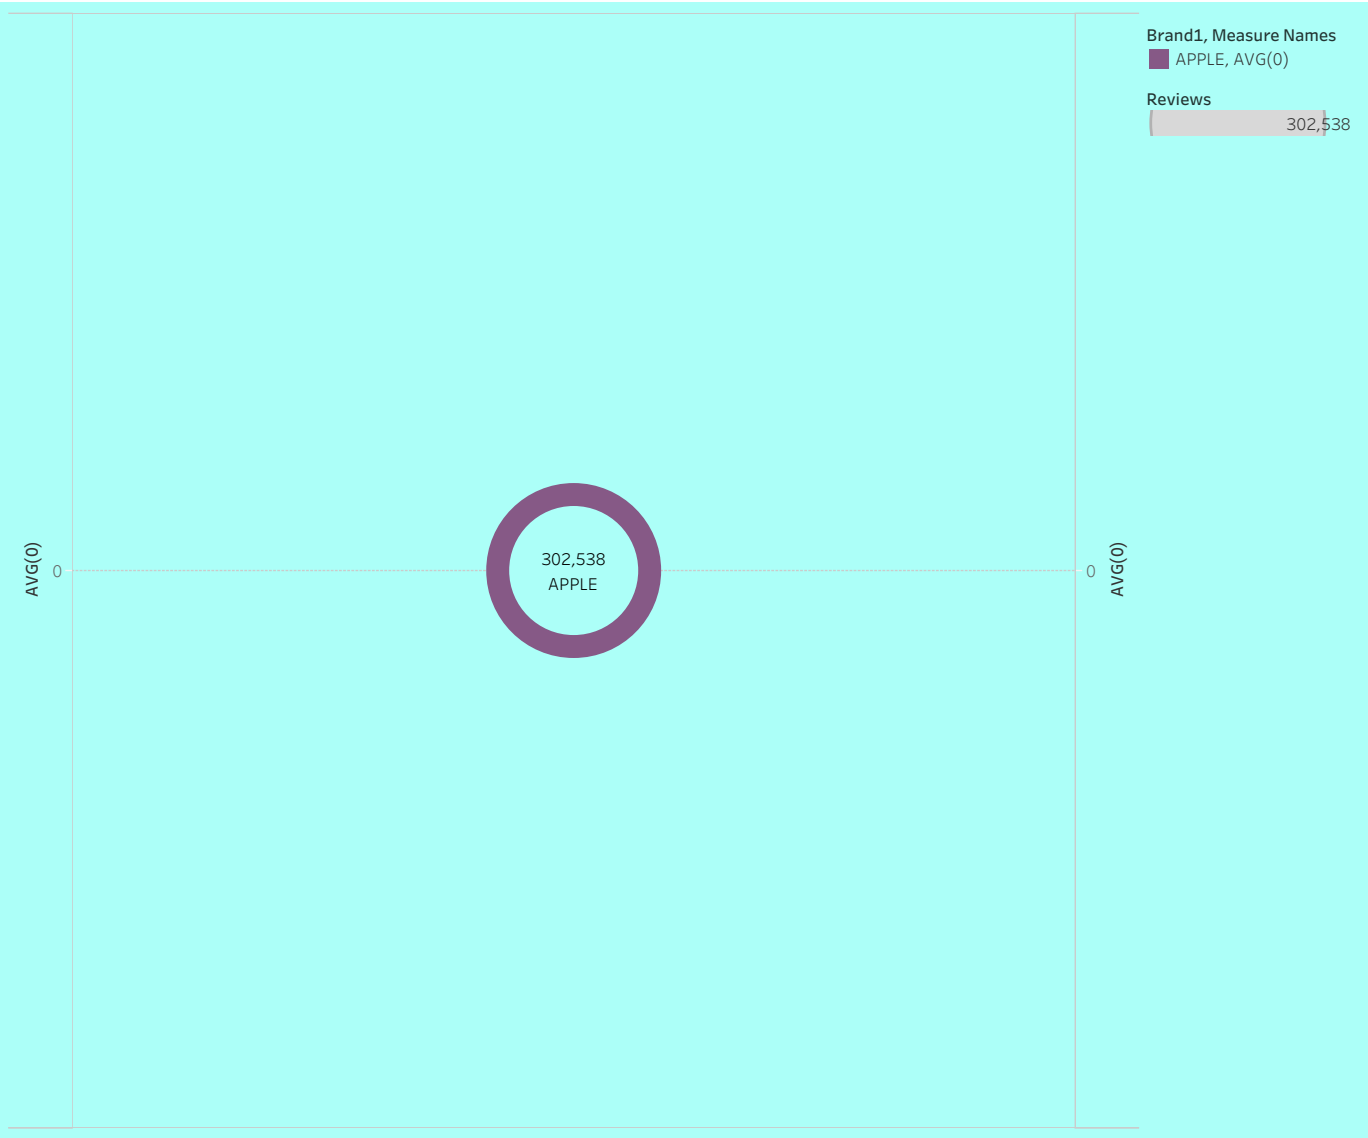 Brand1, Measure Names
APPLE, AVG(0)
Reviews
302,538
AVG(0)
0
302,538
APPLE
0
AVG(0)